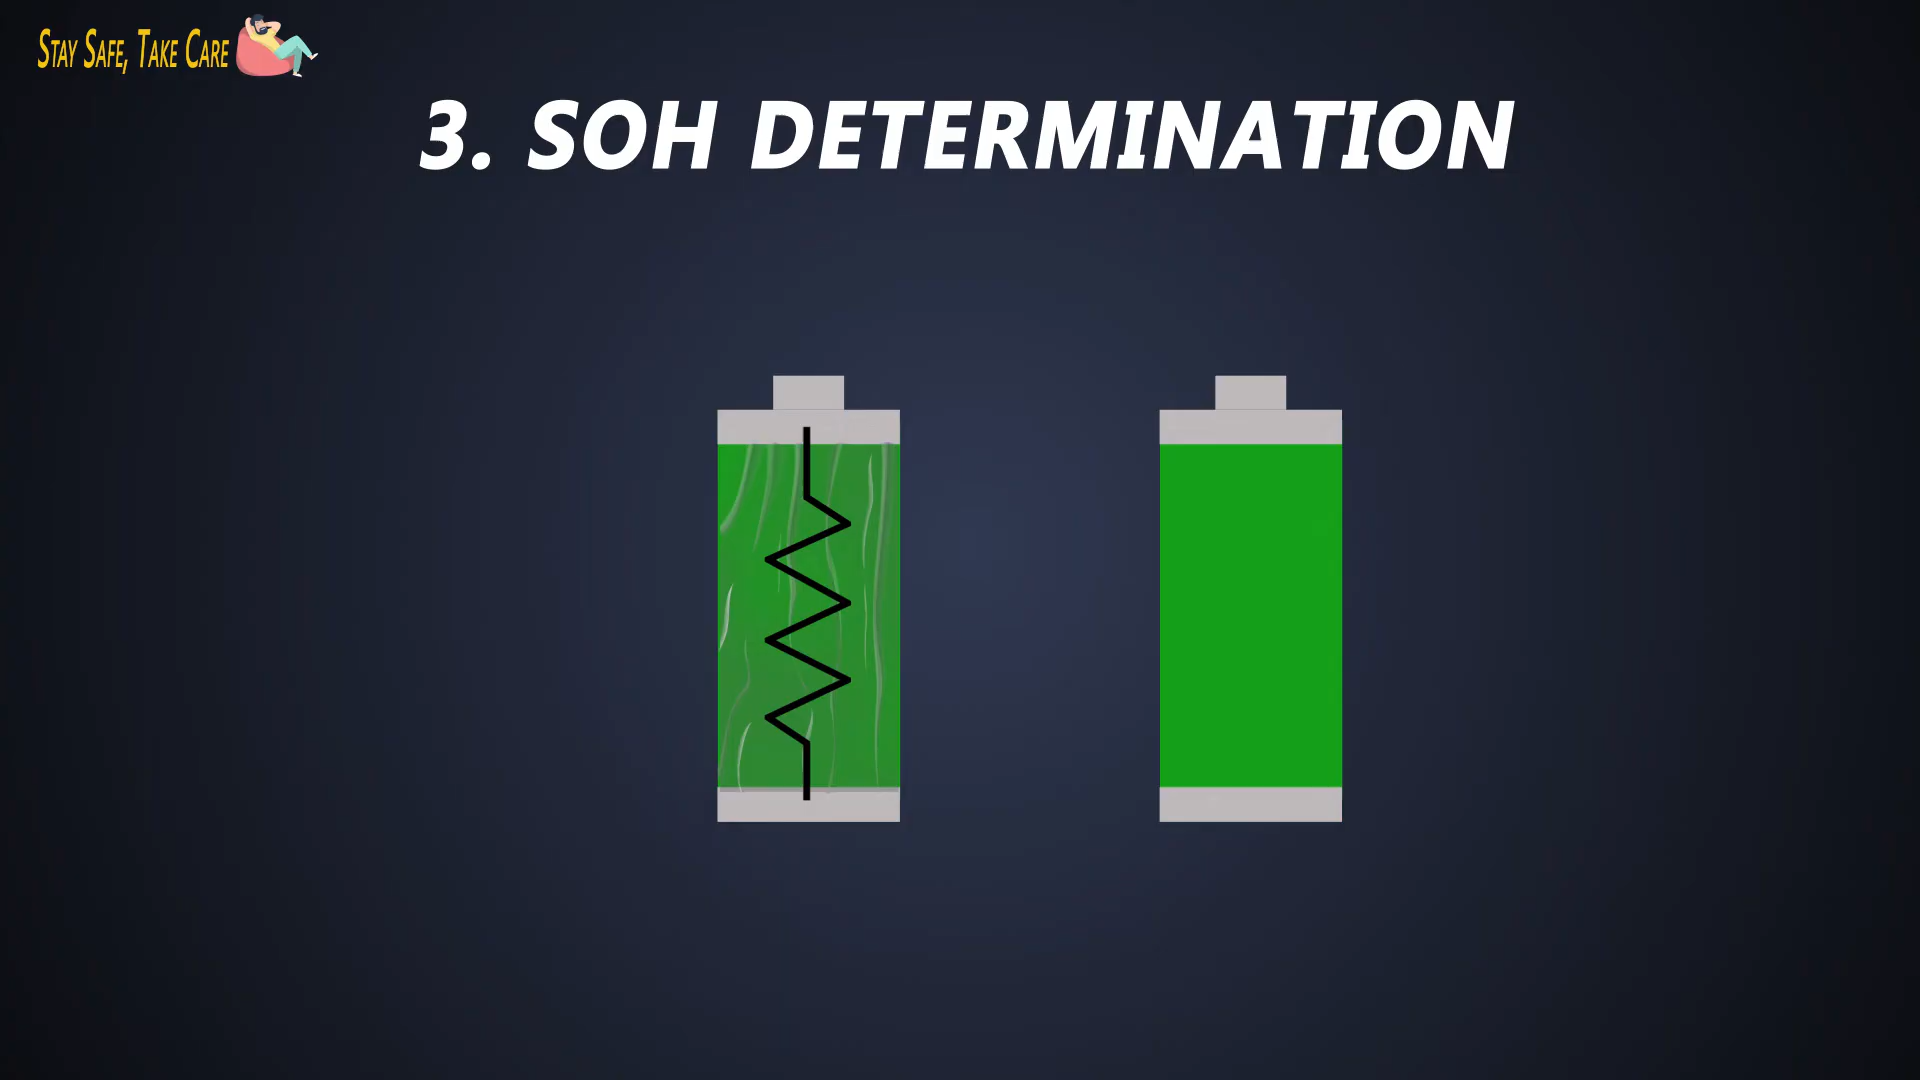 Stay Safe, Take Care
3. SOH DETERMINATION